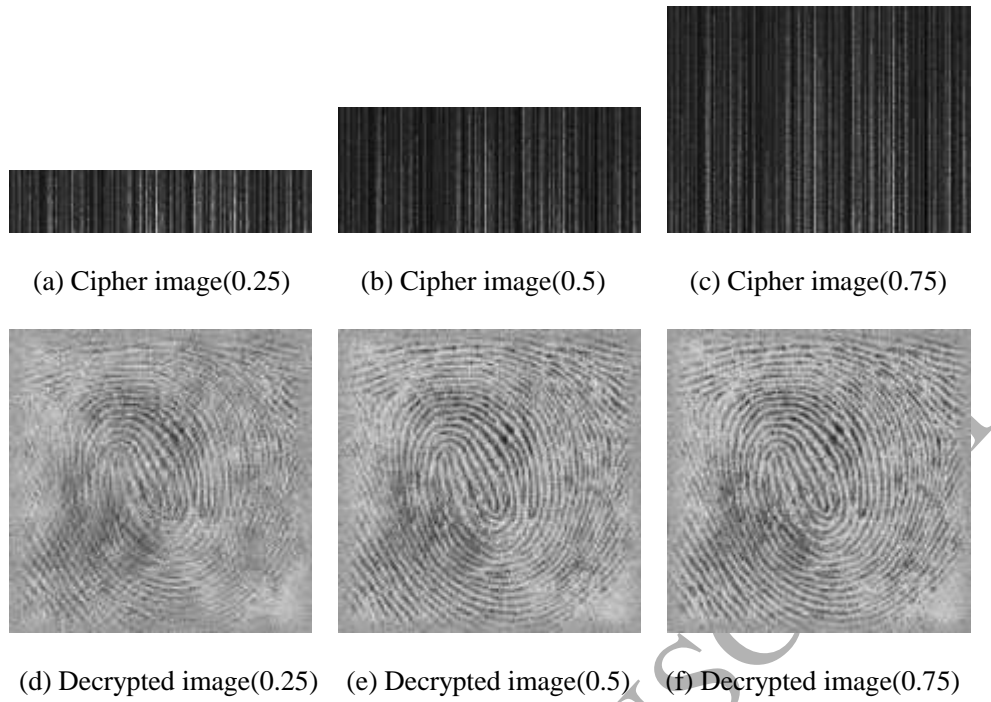 (a) Cipher image(0.25) (b) Cipher image(0.5) (c) Cipher image(0.75)
(d) Decrypted image(0.25) (e) Decrypted image(0.5) (f) Decrypted image(0.75)